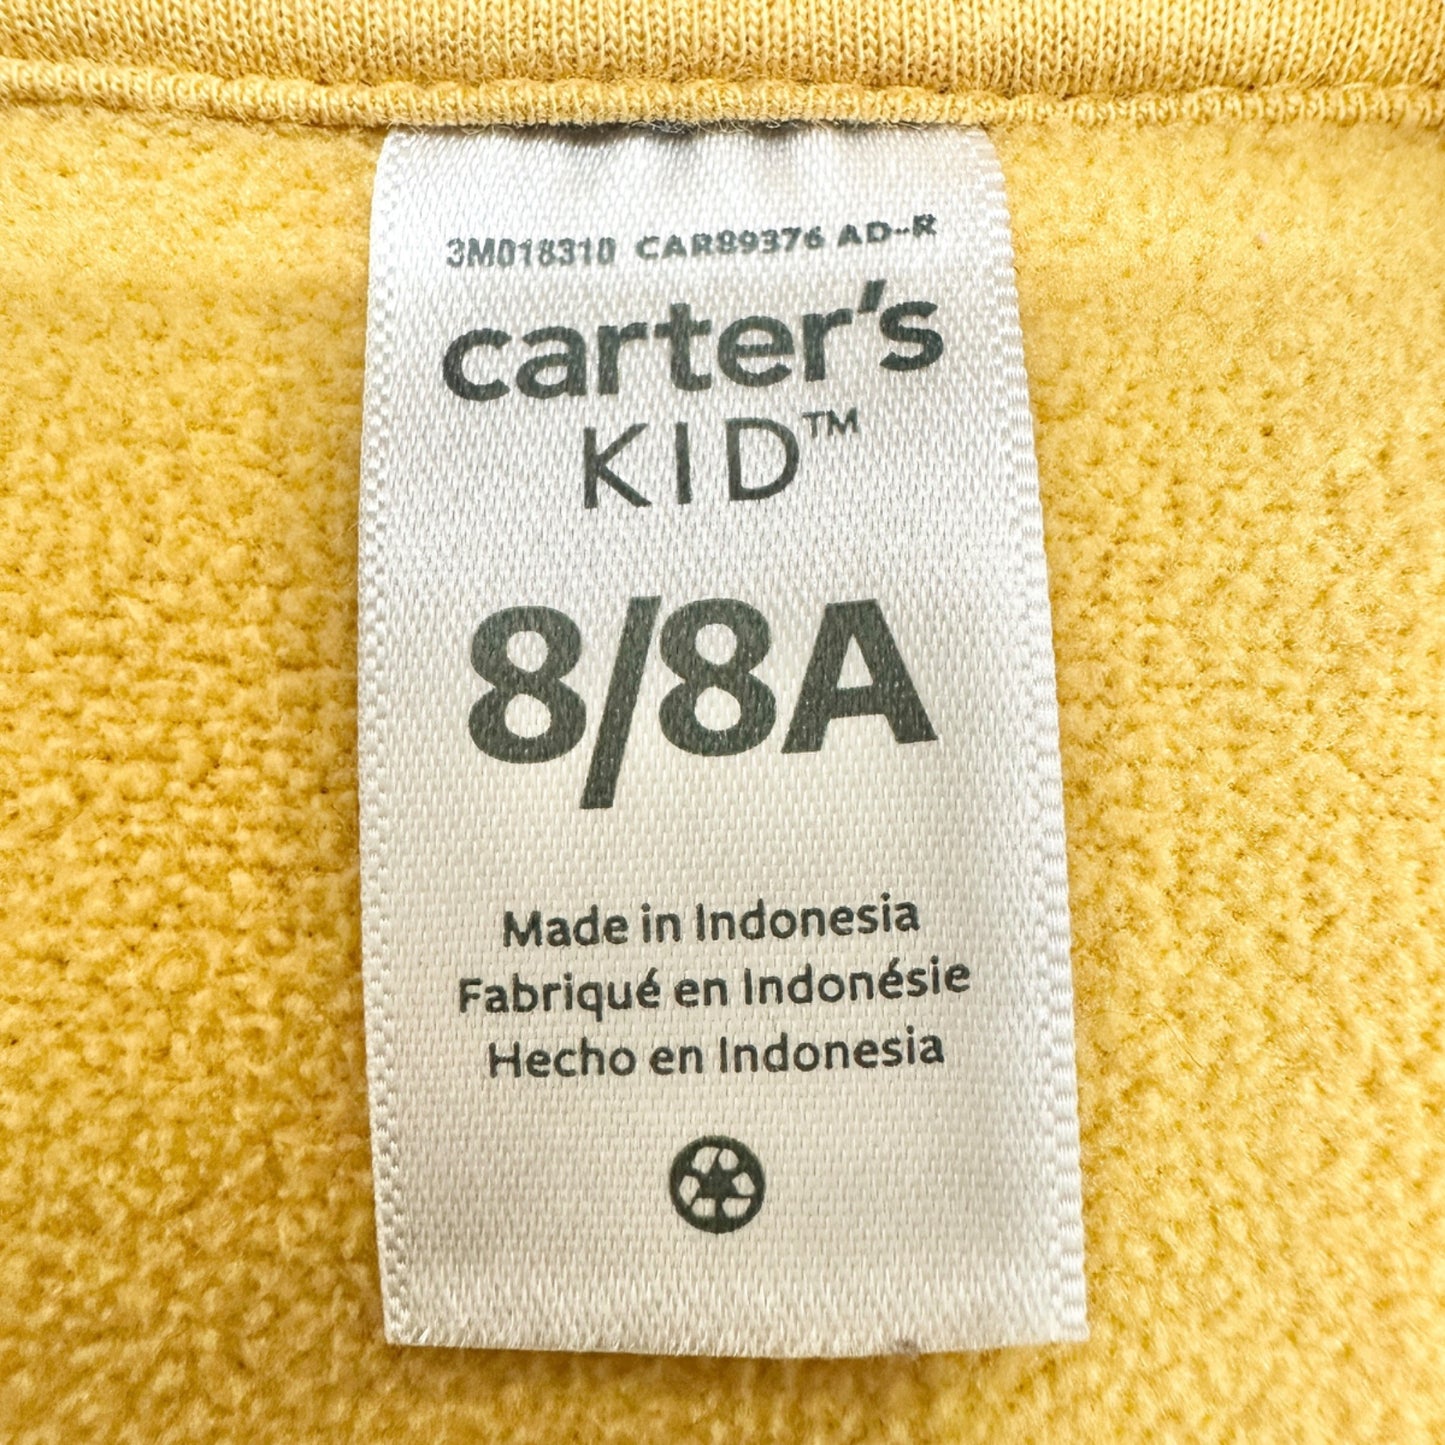 3M018310 CAR89376 AD-R
carter's
KID™
8/8A
Made in Indonesia
Fabriqué en Indonésie
Hecho en Indonesia